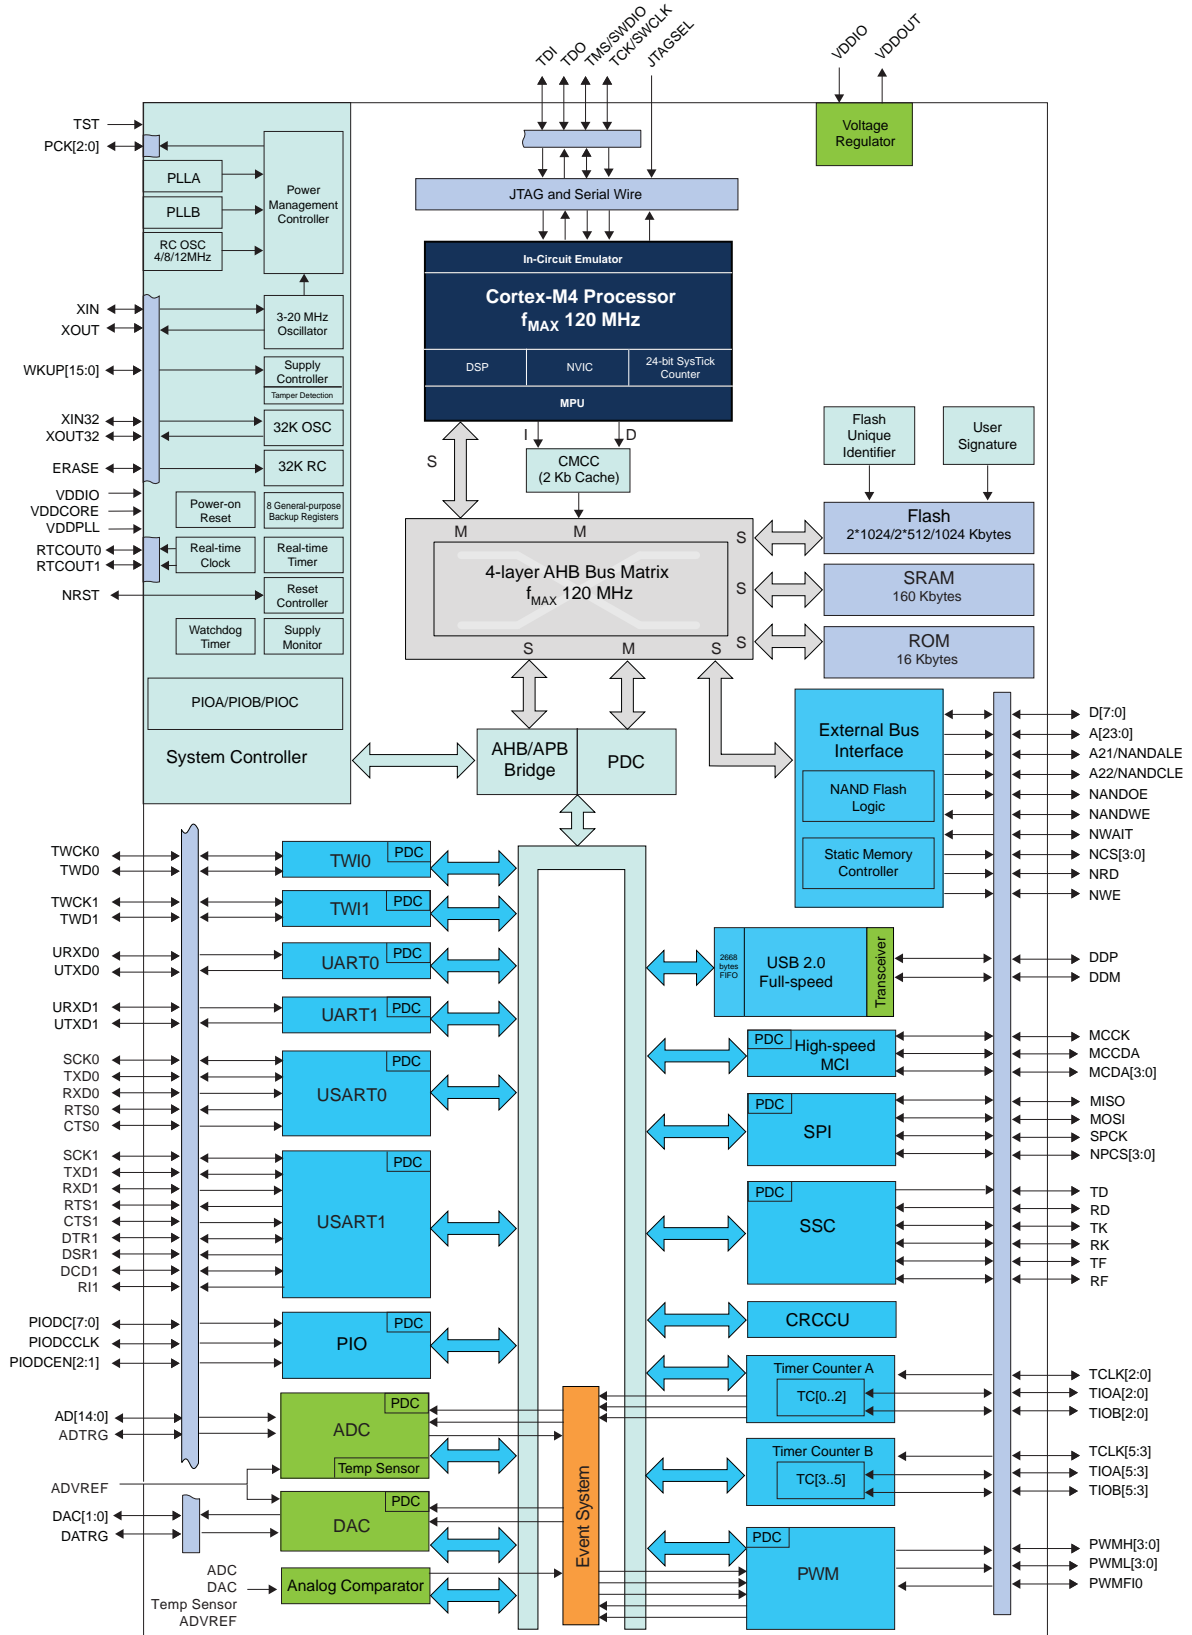 TDI
TDO
TMS/SWDIO
TCK/SWCLK
JTAGSEL
VDDIO
VDDOUT
TST
PCK[2:0]
PLLA
PLLB
RC OSC
4/8/12MHz
Power
Management
Controller
Voltage
Regulator
JTAG and Serial Wire
In-Circuit Emulator
Cortex-M4 Processor
fMAX 120 MHz
DSP
NVIC
24-bit SysTick
Counter
MPU
XIN
XOUT
3-20 MHz
Oscillator
WKUP[15:0]
Supply
Controller
Tamper Detection
XIN32
XOUT32
32K OSC
ERASE
32K RC
VDDIO
VDDCORE
VDDPLL
Power-on
Reset
8 General-purpose
Backup Registers
RTCOUT0
RTCOUT1
Real-time
Clock
Real-time
Timer
NRST
Reset
Controller
Watchdog
Timer
Supply
Monitor
PIOA/PIOB/PIOC
System Controller
S
I
D
CMCC
(2 Kb Cache)
Flash
Unique
Identifier
User
Signature
M
M
S
4-layer AHB Bus Matrix
fMAX 120 MHz
S
S
S
M
S
Flash
2*1024/2*512/1024 Kbytes
SRAM
160 Kbytes
ROM
16 Kbytes
AHB/APB
Bridge
PDC
External Bus
Interface
NAND Flash
Logic
Static Memory
Controller
D[7:0]
A[23:0]
A21/NANDALE
A22/NANDCLE
NANDOE
NANDWE
NWAIT
NCS[3:0]
NRD
NWE
TWCK0
TWD0
TWI0
PDC
TWCK1
TWD1
TWI1
PDC
URXD0
UTXD0
UART0
PDC
URXD1
UTXD1
UART1
PDC
SCK0
TXD0
RXD0
RTS0
CTS0
USART0
PDC
SCK1
TXD1
RXD1
RTS1
CTS1
DTR1
DSR1
DCD1
RI1
USART1
PDC
PIODC[7:0]
PIODCCLK
PIODCEN[2:1]
PIO
PDC
AD[14:0]
ADTRG
ADC
PDC
Temp Sensor
ADVREF
DAC[1:0]
DATRG
DAC
PDC
ADC
DAC
Temp Sensor
ADVREF
Analog Comparator
Event System
2668
bytes
FIFO
USB 2.0
Full-speed
Transceiver
DDP
DDM
PDC
High-speed
MCI
MCCK
MCCDA
MCDA[3:0]
PDC
SPI
MISO
MOSI
SPCK
NPCS[3:0]
PDC
SSC
TD
RD
TK
RK
TF
RF
CRCCU
Timer Counter A
TC[0..2]
TCLK[2:0]
TIOA[2:0]
TIOB[2:0]
Timer Counter B
TC[3..5]
TCLK[5:3]
TIOA[5:3]
TIOB[5:3]
PDC
PWM
PWMH[3:0]
PWML[3:0]
PWMFI0